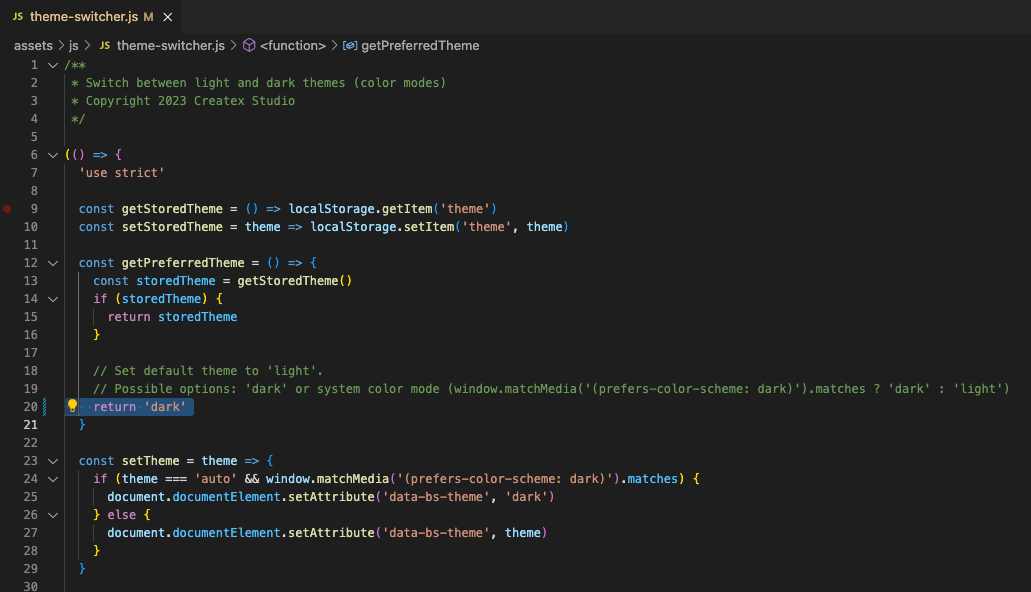 JS theme-switcher.js M ×
assets > js > JS theme-switcher.js > <function> > getPreferredTheme
1 /**
2 * Switch between light and dark themes (color modes)
3 * Copyright 2023 Createx Studio
4 */
5
6 (() => {
7 'use strict'
8
9 const getStoredTheme = () => localStorage.getItem('theme')
10 const setStoredTheme = theme => localStorage.setItem('theme', theme)
11
12 const getPreferredTheme = () => {
13 const storedTheme = getStoredTheme()
14 if (storedTheme) {
15 return storedTheme
16 }
17
18 // Set default theme to 'light'.
19 // Possible options: 'dark' or system color mode (window.matchMedia('(prefers-color-scheme: dark)').matches ? 'dark' : 'light')
20 return 'dark'
21 }
22
23 const setTheme = theme => {
24 if (theme === 'auto' && window.matchMedia('(prefers-color-scheme: dark)').matches) {
25 document.documentElement.setAttribute('data-bs-theme', 'dark')
26 } else {
27 document.documentElement.setAttribute('data-bs-theme', theme)
28 }
29 }
30